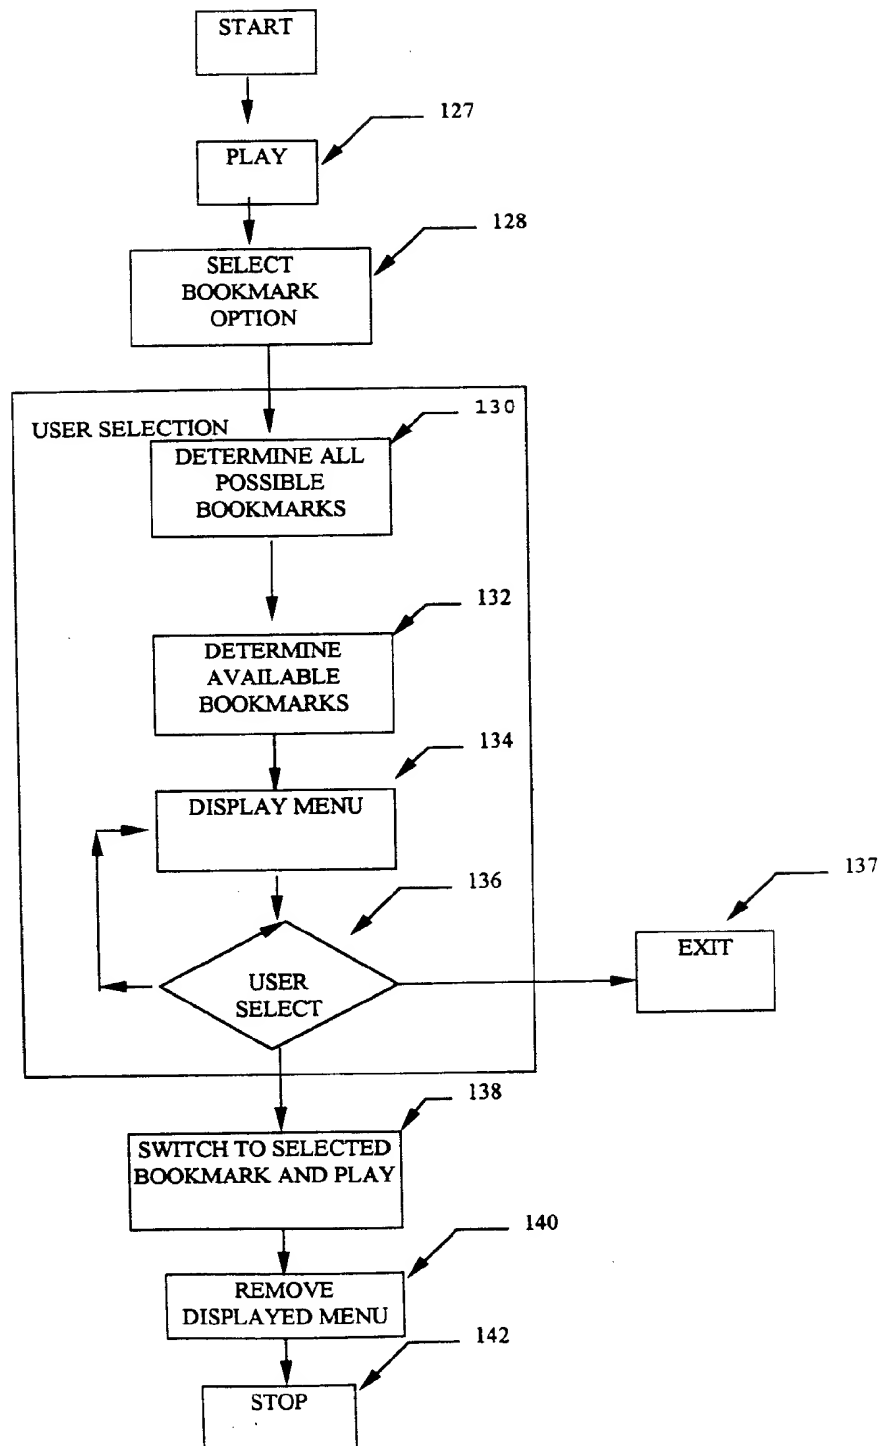 START
127
PLAY
128
SELECT
BOOKMARK
OPTION
130
USER SELECTION
DETERMINE ALL
POSSIBLE
BOOKMARKS
132
DETERMINE
AVAILABLE
BOOKMARKS
134
DISPLAY MENU
136
137
USER
SELECT
EXIT
138
SWITCH TO SELECTED
BOOKMARK AND PLAY
140
REMOVE
DISPLAYED MENU
142
STOP